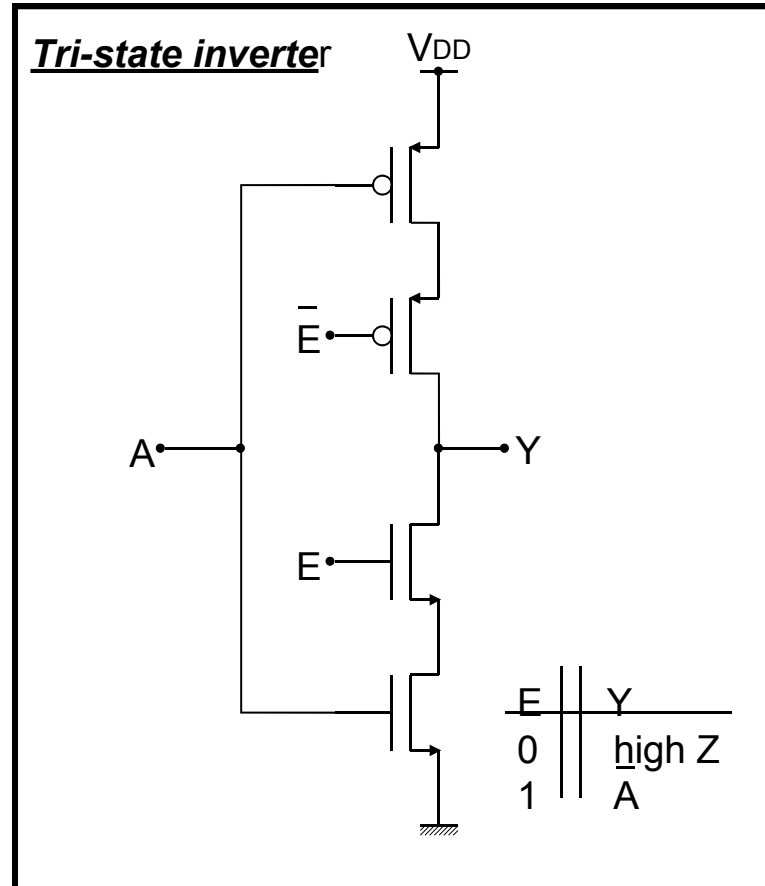 Tri-state inverter
VDD
E̅
A
Y
E
E Y
0 high Z
1 A̅